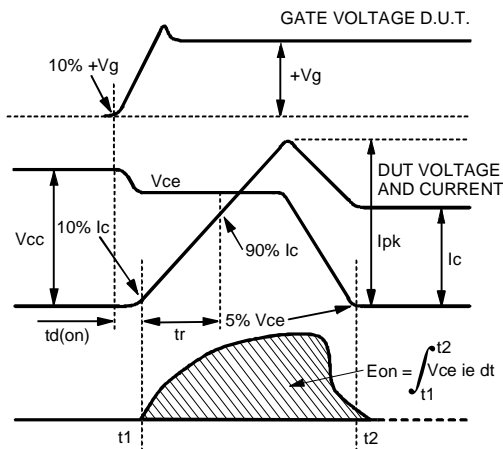 GATE VOLTAGE D.U.T.
10% +Vg
+Vg
Vce
DUT VOLTAGE
AND CURRENT
10% Ic
Vcc
90% Ic
Ipk
Ic
td(on)
tr
5% Vce
Eon = ∫ Vce ie dt
t2
t1
t1
t2